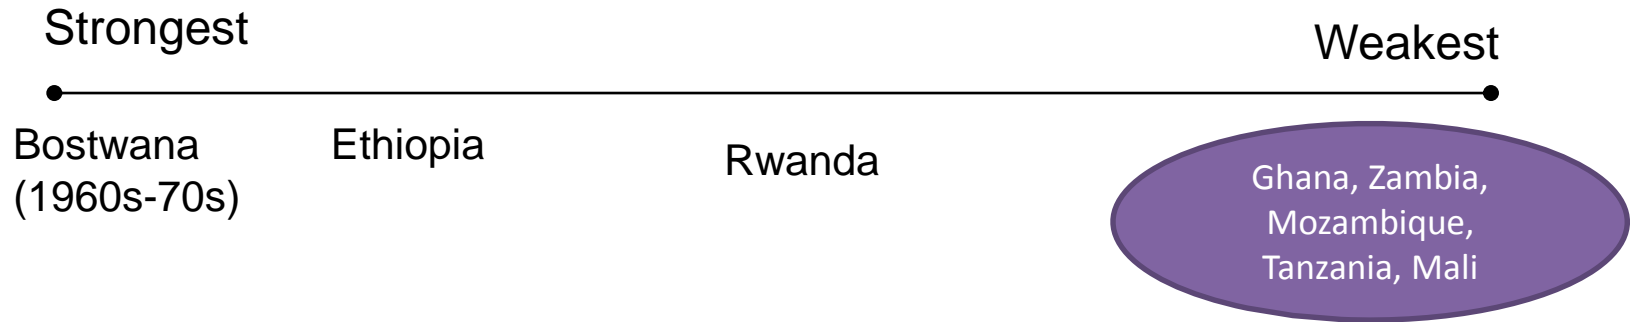 Strongest
Weakest
Bostwana
(1960s-70s)
Ethiopia
Rwanda
Ghana, Zambia,
Mozambique,
Tanzania, Mali